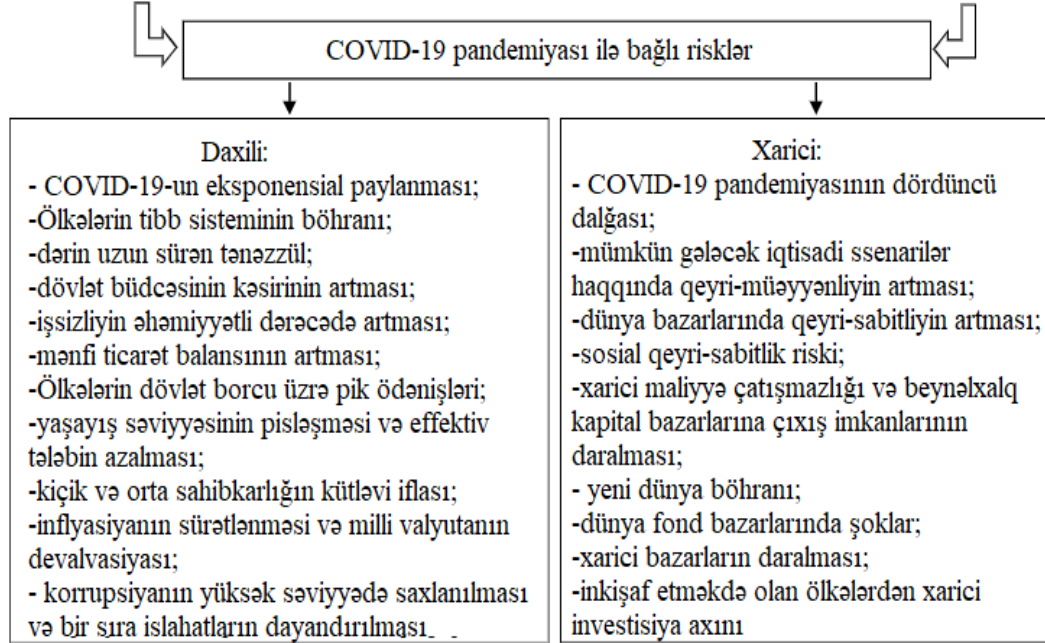 COVID-19 pandemiyası ilə bağlı risklər
Daxili:
- COVID-19-un eksponensial paylanması;
-Ölkələrin tibb sisteminin böhranı;
-dərin uzun sürən tənəzzül;
-dövlət büdcəsinin kəsirinin artması;
-işsizliyin əhəmiyyətli dərəcədə artması;
-mənfi ticarət balansının artması;
-Ölkələrin dövlət borcu üzrə pik ödənişləri;
-yaşayış səviyyəsinin pisləşməsi və effektiv
tələbin azalması;
-kiçik və orta sahibkarlığın kütləvi iflası;
-inflyasiyanın sürətlənməsi və milli valyutanın
devalvasiyası;
- korrupsiyanın yüksək səviyyədə saxlanılması
və bir sıra islahatların dayandırılması
Xarici:
- COVID-19 pandemiyasının dördüncü
dalğası;
-mümkün gələcək iqtisadi ssenarilər
haqqında qeyri-müəyyənliyin artması;
-dünya bazarlarında qeyri-sabitliyin artması;
-sosial qeyri-sabitlik riski;
-xarici maliyyə çatışmazlığı və beynəlxalq
kapital bazarlarına çıxış imkanlarının
daralması;
- yeni dünya böhranı;
-dünya fond bazarlarında şoklar;
-xarici bazarların daralması;
-inkişaf etməkdə olan ölkələrdən xarici
investisiya axını